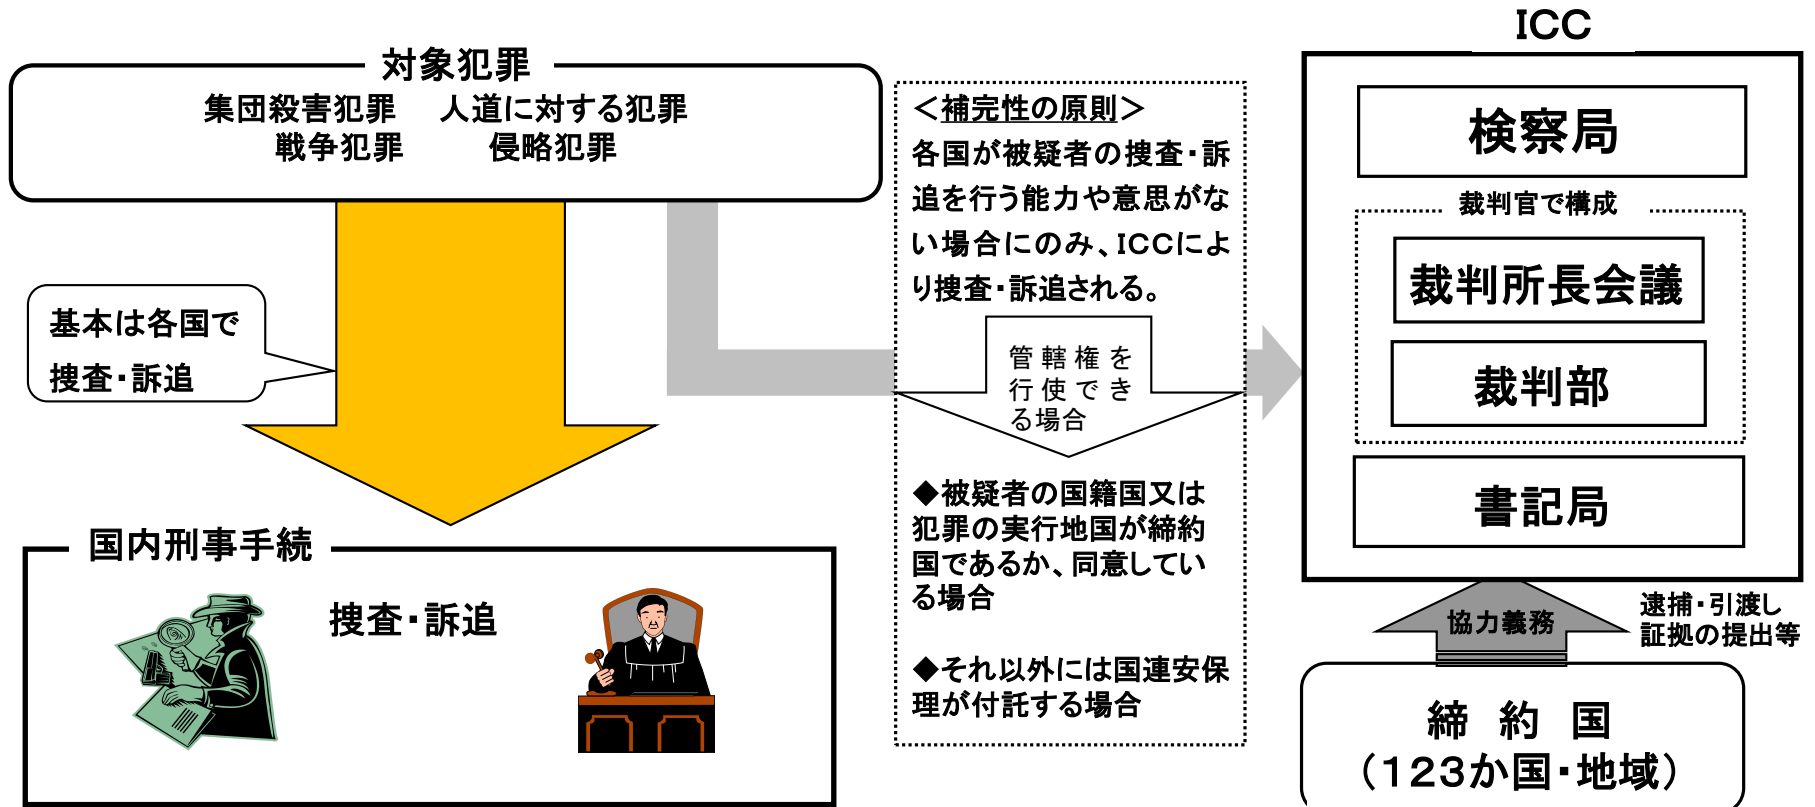 対象犯罪
集団殺害犯罪 人道に対する犯罪
戦争犯罪 侵略犯罪
基本は各国で
捜査・訴追
国内刑事手続
捜査・訴追
＜補完性の原則＞
各国が被疑者の捜査・訴
追を行う能力や意思がな
い場合にのみ、ＩＣＣによ
り捜査・訴追される。
管轄権を
行使でき
る場合
◆被疑者の国籍国又は
犯罪の実行地国が締約
国であるか、同意してい
る場合
◆それ以外には国連安保
理が付託する場合
ＩＣＣ
検察局
裁判官で構成
裁判所長会議
裁判部
書記局
協力義務
逮捕・引渡し
証拠の提出等
締 約 国
（１２３か国・地域）